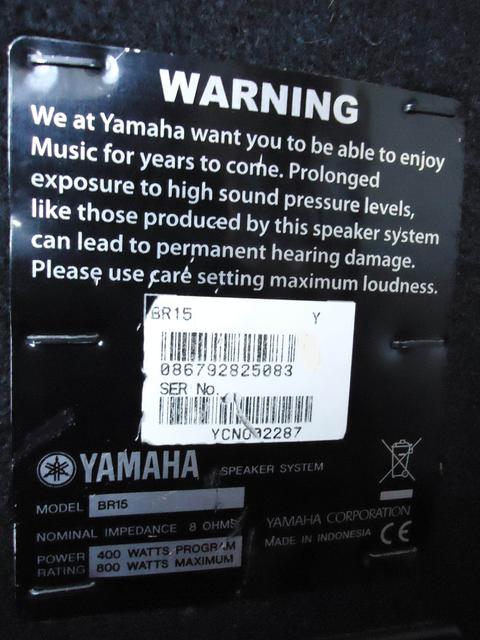 WARNING
We at Yamaha want you to be able to enjoy
Music for years to come. Prolonged
exposure to high sound pressure levels,
like those produced by this speaker system
can lead to permanent hearing damage.
Please use care setting maximum loudness.
BR15 Y
086792825083
SER No.
YCNO02287
YAMAHA SPEAKER SYSTEM
MODEL BR15
NOMINAL IMPEDANCE 8 OHMS
POWER RATING 400 WATTS PROGRAM
800 WATTS MAXIMUM
YAMAHA CORPORATION
MADE IN INDONESIA CE